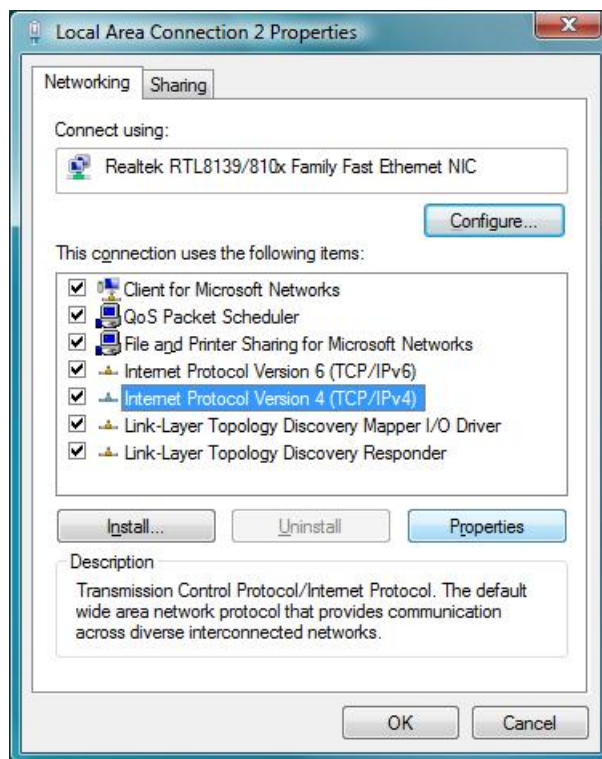 Local Area Connection 2 Properties
Networking
Sharing
Connect using:
Realtek RTL8139/810x Family Fast Ethernet NIC
Configure...
This connection uses the following items:
Client for Microsoft Networks
QoS Packet Scheduler
File and Printer Sharing for Microsoft Networks
Internet Protocol Version 6 (TCP/IPv6)
Internet Protocol Version 4 (TCP/IPv4)
Link-Layer Topology Discovery Mapper I/O Driver
Link-Layer Topology Discovery Responder
Install...
Uninstall
Properties
Description
Transmission Control Protocol/Internet Protocol. The default
wide area network protocol that provides communication
across diverse interconnected networks.
OK
Cancel